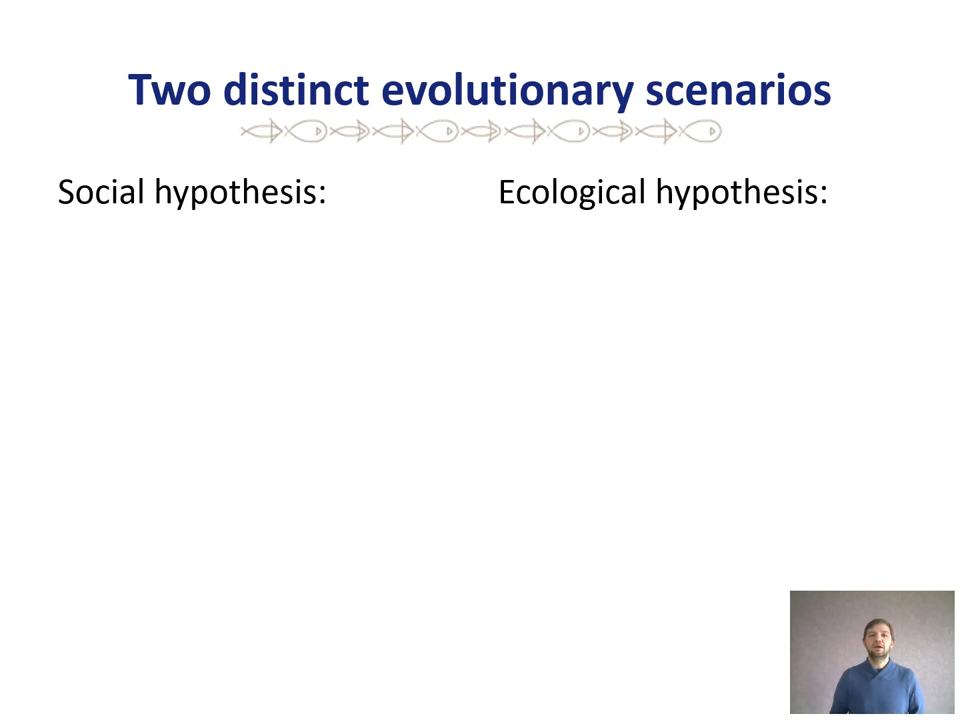 Two distinct evolutionary scenarios
Social hypothesis:
Ecological hypothesis: